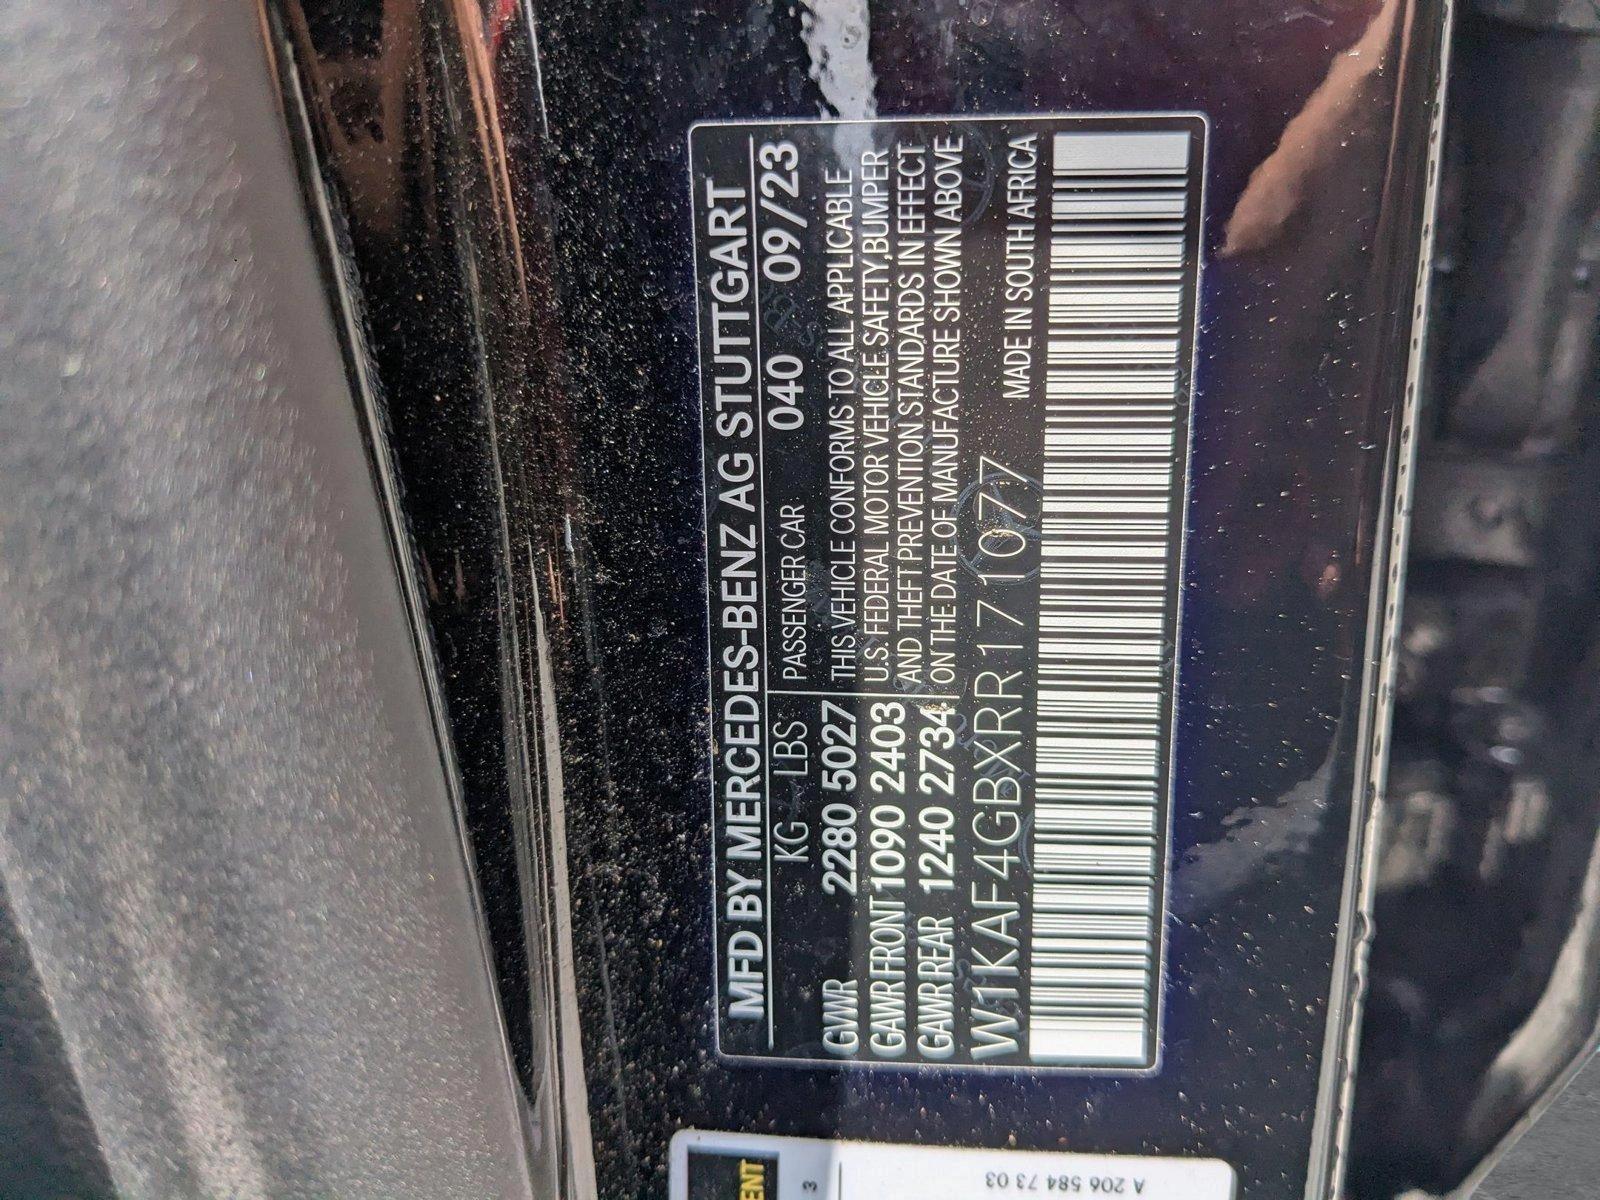 MFD BY MERCEDES-BENZ AG STUTTGART
KG LBS PASSENGER CAR 040 09/23
GVWR 2280 5027 THIS VEHICLE CONFORMS TO ALL APPLICABLE
GAWR FRONT 1090 2403 U.S. FEDERAL MOTOR VEHICLE SAFETY,BUMPER
GAWR REAR 1240 2734 AND THEFT PREVENTION STANDARDS IN EFFECT
ON THE DATE OF MANUFACTURE SHOWN ABOVE
W1KAF4GBXRR171077
MADE IN SOUTH AFRICA
ENT
3
A 206 584 73 03